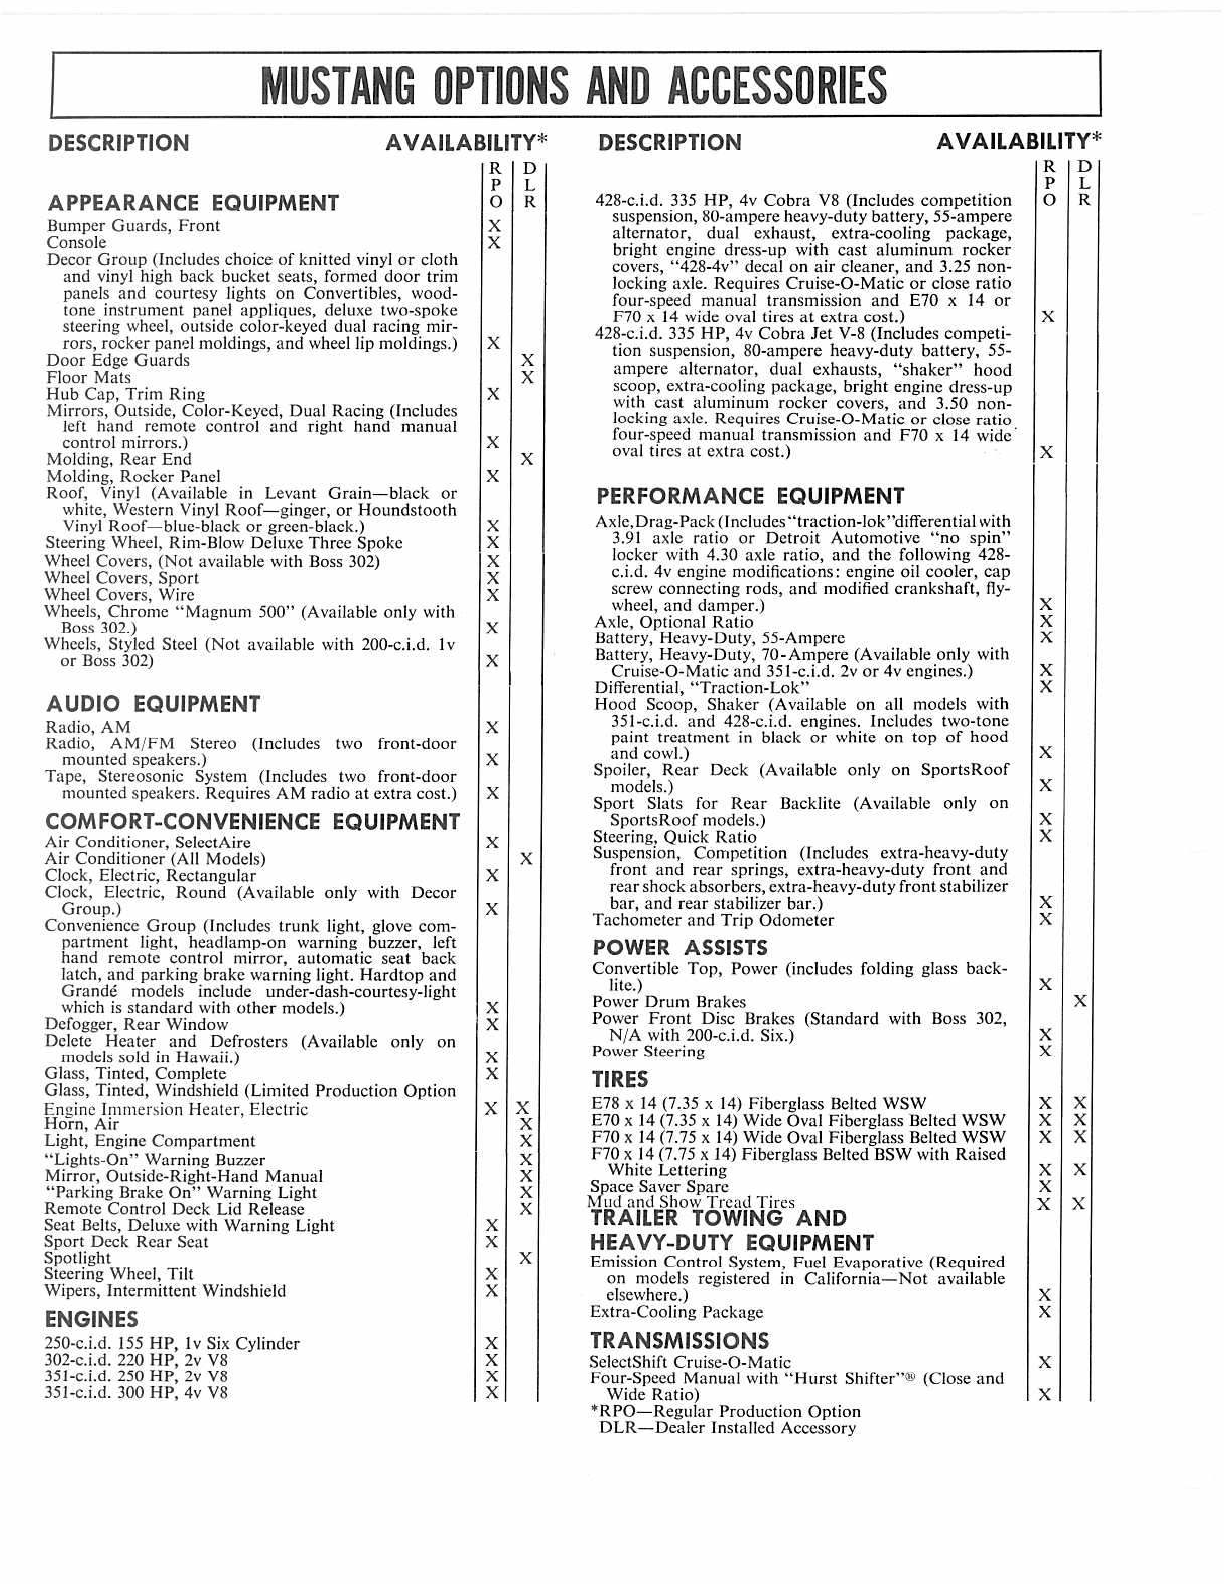 MUSTANG OPTIONS AND ACCESSORIES
DESCRIPTION AVAILABILITY*
R D
P L
O R
APPEARANCE EQUIPMENT
Bumper Guards, Front X
Console X
Decor Group (Includes choice of knitted vinyl or cloth
and vinyl high back bucket seats, formed door trim
panels and courtesy lights on Convertibles, wood-
tone instrument panel appliques, deluxe two-spoke
steering wheel, outside color-keyed dual racing mir-
rors, rocker panel moldings, and wheel lip moldings.) X
Door Edge Guards X
Floor Mats X
Hub Cap, Trim Ring X
Mirrors, Outside, Color-Keyed, Dual Racing (Includes
left hand remote control and right hand manual
control mirrors.) X
Molding, Rear End X
Molding, Rocker Panel X
Roof, Vinyl (Available in Levant Grain—black or
white, Western Vinyl Roof—ginger, or Houndstooth
Vinyl Roof—blue-black or green-black.) X
Steering Wheel, Rim-Blow Deluxe Three Spoke X
Wheel Covers, (Not available with Boss 302) X
Wheel Covers, Sport X
Wheel Covers, Wire X
Wheels, Chrome “Magnum 500” (Available only with
Boss 302.) X
Wheels, Styled Steel (Not available with 200-c.i.d. 1v
or Boss 302) X
AUDIO EQUIPMENT
Radio, AM X
Radio, AM/FM Stereo (Includes two front-door
mounted speakers.) X
Tape, Stereosonic System (Includes two front-door
mounted speakers. Requires AM radio at extra cost.) X
COMFORT-CONVENIENCE EQUIPMENT
Air Conditioner, SelectAire X
Air Conditioner (All Models) X
Clock, Electric, Rectangular X
Clock, Electric, Round (Available only with Decor
Group.) X
Convenience Group (Includes trunk light, glove com-
partment light, headlamp-on warning buzzer, left
hand remote control mirror, automatic seat back
latch, and parking brake warning light. Hardtop and
Grandé models include under-dash-courtesy-light
which is standard with other models.) X
Defogger, Rear Window X
Delete Heater and Defrosters (Available only on
models sold in Hawaii.) X
Glass, Tinted, Complete X
Glass, Tinted, Windshield (Limited Production Option
Engine Immersion Heater, Electric X X
Horn, Air X
Light, Engine Compartment X
“Lights-On” Warning Buzzer X
Mirror, Outside-Right-Hand Manual X
“Parking Brake On” Warning Light X
Remote Control Deck Lid Release X
Seat Belts, Deluxe with Warning Light X
Sport Deck Rear Seat X
Spotlight X
Steering Wheel, Tilt X
Wipers, Intermittent Windshield X
ENGINES
250-c.i.d. 155 HP, 1v Six Cylinder X
302-c.i.d. 220 HP, 2v V8 X
351-c.i.d. 250 HP, 2v V8 X
351-c.i.d. 300 HP, 4v V8 X
DESCRIPTION AVAILABILITY*
R D
P L
O R
428-c.i.d. 335 HP, 4v Cobra V8 (Includes competition
suspension, 80-ampere heavy-duty battery, 55-ampere
alternator, dual exhaust, extra-cooling package,
bright engine dress-up with cast aluminum rocker
covers, “428-4v” decal on air cleaner, and 3.25 non-
locking axle. Requires Cruise-O-Matic or close ratio
four-speed manual transmission and E70 x 14 or
F70 x 14 wide oval tires at extra cost.) X
428-c.i.d. 335 HP, 4v Cobra Jet V-8 (Includes competi-
tion suspension, 80-ampere heavy-duty battery, 55-
ampere alternator, dual exhausts, “shaker” hood
scoop, extra-cooling package, bright engine dress-up
with cast aluminum rocker covers, and 3.50 non-
locking axle. Requires Cruise-O-Matic or close ratio
four-speed manual transmission and F70 x 14 wide
oval tires at extra cost.) X
PERFORMANCE EQUIPMENT
Axle, Drag-Pack (Includes “traction-lok” differential with
3.91 axle ratio or Detroit Automotive “no spin”
locker with 4.30 axle ratio, and the following 428-
c.i.d. 4v engine modifications: engine oil cooler, cap
screw connecting rods, and modified crankshaft, fly-
wheel, and damper.) X
Axle, Optional Ratio X
Battery, Heavy-Duty, 55-Ampere X
Battery, Heavy-Duty, 70-Ampere (Available only with
Cruise-O-Matic and 351-c.i.d. 2v or 4v engines.) X
Differential, “Traction-Lok” X
Hood Scoop, Shaker (Available on all models with
351-c.i.d. and 428-c.i.d. engines. Includes two-tone
paint treatment in black or white on top of hood
and cowl.) X
Spoiler, Rear Deck (Available only on SportsRoof
models.) X
Sport Slats for Rear Backlite (Available only on
SportsRoof models.) X
Steering, Quick Ratio X
Suspension, Competition (Includes extra-heavy-duty
front and rear springs, extra-heavy-duty front and
rear shock absorbers, extra-heavy-duty front stabilizer
bar, and rear stabilizer bar.) X
Tachometer and Trip Odometer X
POWER ASSISTS
Convertible Top, Power (includes folding glass back-
lite.) X
Power Drum Brakes X
Power Front Disc Brakes (Standard with Boss 302,
N/A with 200-c.i.d. Six.) X
Power Steering X
TIRES
E78 x 14 (7.35 x 14) Fiberglass Belted WSW X X
E70 x 14 (7.35 x 14) Wide Oval Fiberglass Belted WSW X X
F70 x 14 (7.75 x 14) Wide Oval Fiberglass Belted WSW X X
F70 x 14 (7.75 x 14) Fiberglass Belted BSW with Raised
White Lettering X X
Space Saver Spare X
Mud and Show Tread Tires X X
TRAILER TOWING AND
HEAVY-DUTY EQUIPMENT
Emission Control System, Fuel Evaporative (Required
on models registered in California—Not available
elsewhere.) X
Extra-Cooling Package X
TRANSMISSIONS
SelectShift Cruise-O-Matic X
Four-Speed Manual with “Hurst Shifter”® (Close and
Wide Ratio) X
*RPO—Regular Production Option
DLR—Dealer Installed Accessory